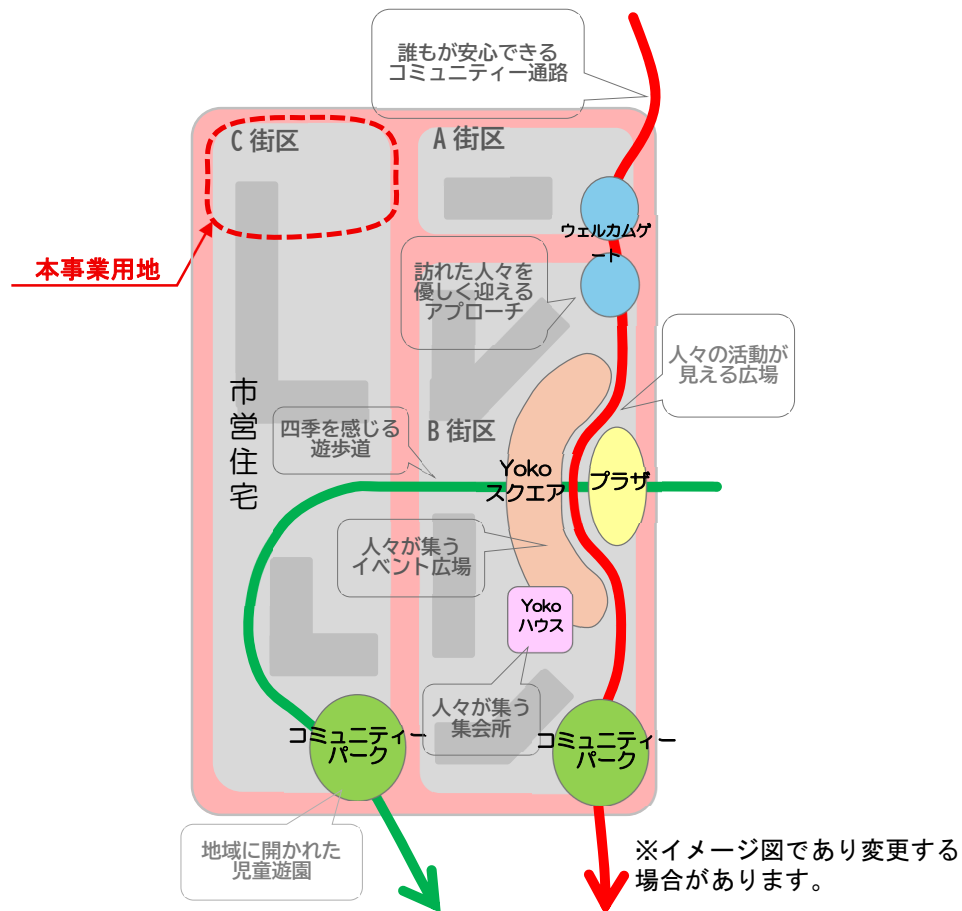 誰もが安心できる
コミュニティー通路
C 街区
A 街区
ウェルカムゲ
ート
本事業用地
訪れた人々を
優しく迎える
アプローチ
人々の活動が
見える広場
市営住宅
四季を感じる
遊歩道
B 街区
Yoko
スクエア
プラザ
人々が集う
イベント広場
Yoko
ハウス
人々が集う
集会所
コミュニティー
パーク
コミュニティー
パーク
地域に開かれた
児童遊園
※イメージ図であり変更する
場合があります。